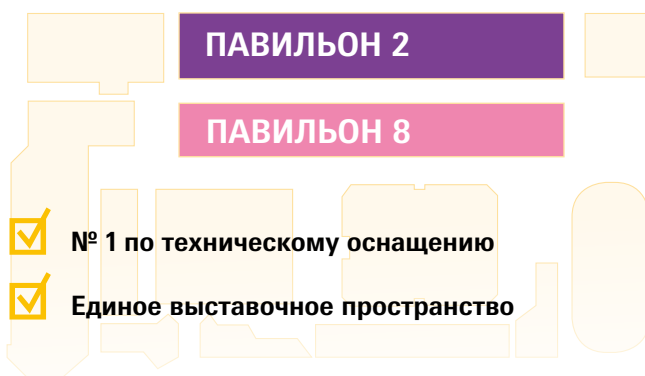 ПАВИЛЬОН 2
ПАВИЛЬОН 8
№ 1 по техническому оснащению
Единое выставочное пространство